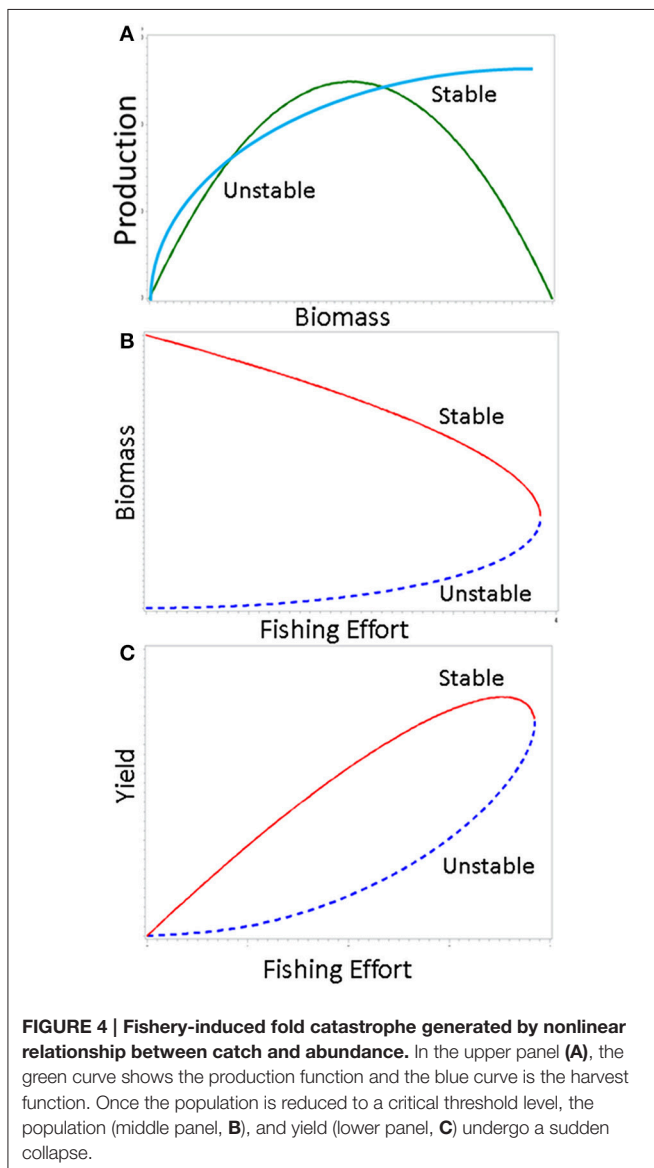 A
Production
Stable
Unstable
Biomass
B
Biomass
Stable
Unstable
Fishing Effort
C
Yield
Stable
Unstable
Fishing Effort
FIGURE 4 | Fishery-induced fold catastrophe generated by nonlinear
relationship between catch and abundance. In the upper panel (A), the
green curve shows the production function and the blue curve is the harvest
function. Once the population is reduced to a critical threshold level, the
population (middle panel, B), and yield (lower panel, C) undergo a sudden
collapse.